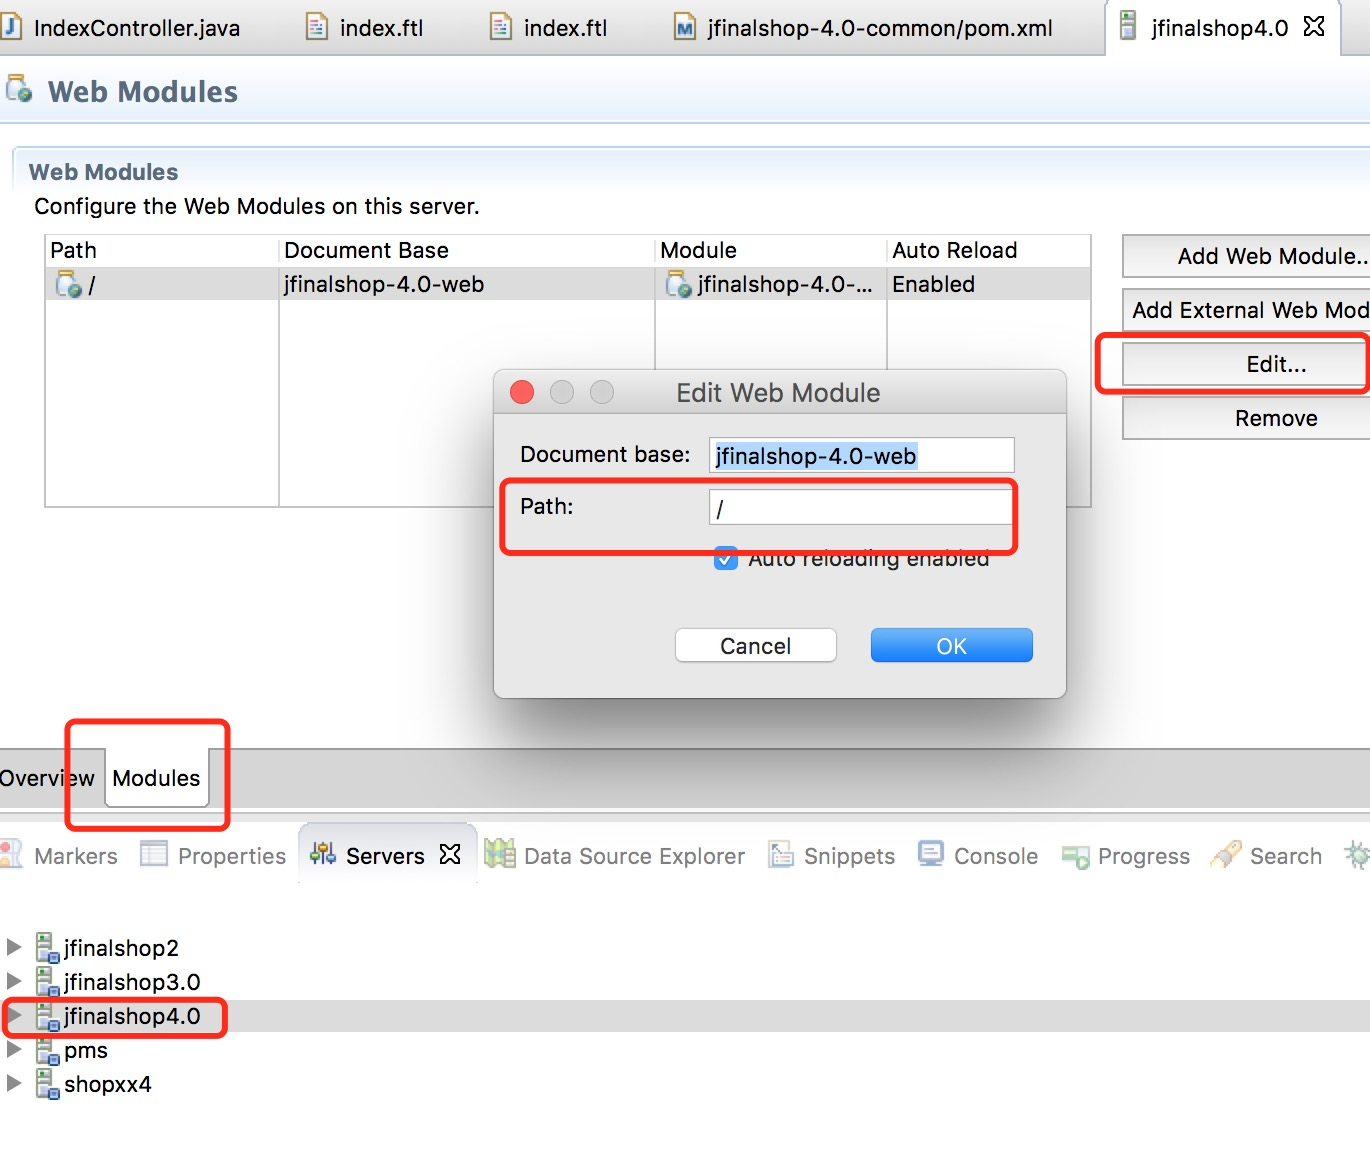 IndexController.java index.ftl index.ftl jfinalshop-4.0-common/pom.xml jfinalshop4.0
Web Modules
Web Modules
Configure the Web Modules on this server.
Path Document Base Module Auto Reload
/ jfinalshop-4.0-web jfinalshop-4.0-... Enabled
Add Web Module..
Add External Web Mod
Edit...
Remove
Edit Web Module
Document base: jfinalshop-4.0-web
Path: /
Auto reloading enabled
Cancel OK
Overview Modules
Markers Properties Servers Data Source Explorer Snippets Console Progress Search
jfinalshop2
jfinalshop3.0
jfinalshop4.0
pms
shopxx4